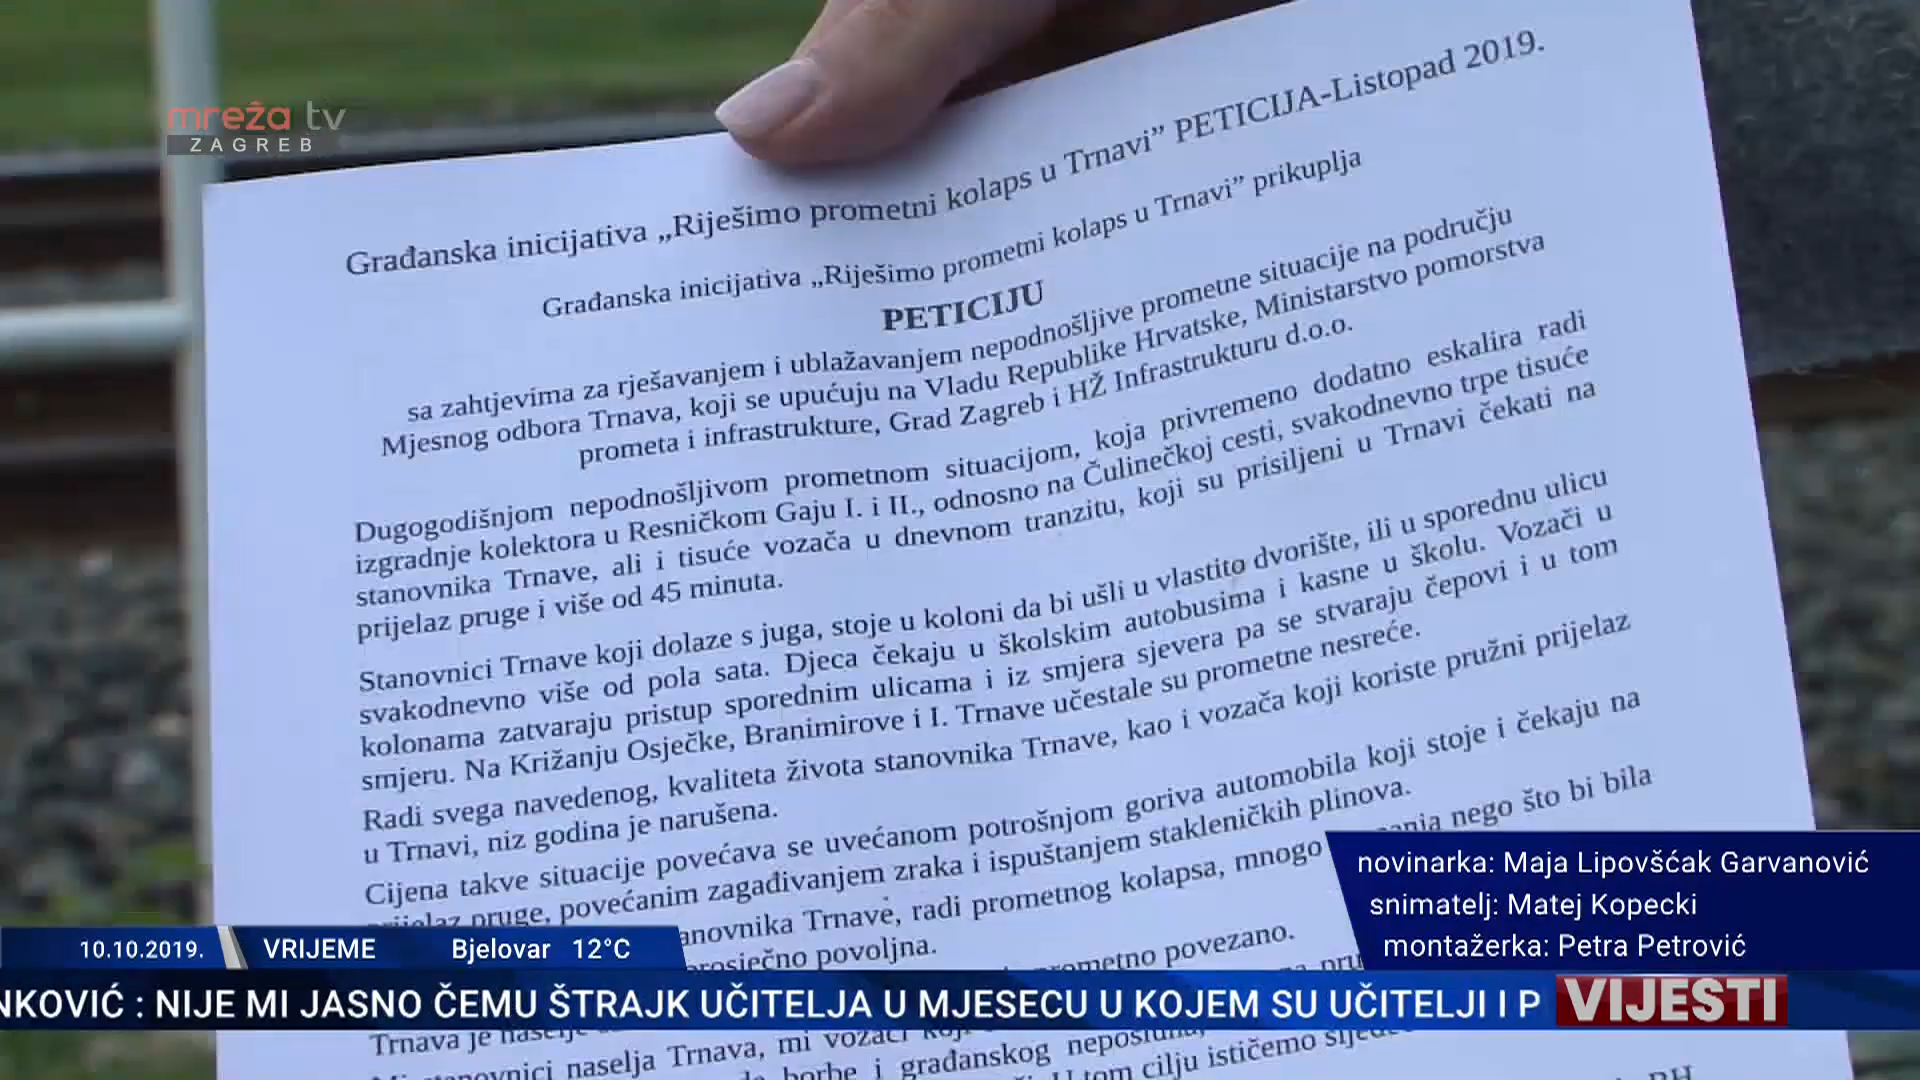 mreža tv
ZAGREB
Građanska inicijativa „Riješimo prometni kolaps u Trnavi” PETICIJA-Listopad 2019.
Građanska inicijativa „Riješimo prometni kolaps u Trnavi” prikuplja
PETICIJU
sa zahtjevima za rješavanjem i ublažavanjem nepodnošljive prometne situacije na području
Mjesnog odbora Trnava, koji se upućuju na Vladu Republike Hrvatske, Ministarstvo pomorstva
prometa i infrastrukture, Grad Zagreb i HŽ Infrastrukturu d.o.o.
Dugogodišnjom nepodnošljivom prometnom situacijom, koja privremeno dodatno eskalira radi
izgradnje kolektora u Resničkom Gaju I. i II., odnosno na Čulinečkoj cesti, svakodnevno trpe tisuće
stanovnika Trnave, ali i tisuće vozača u dnevnom tranzitu, koji su prisiljeni u Trnavi čekati na
prijelaz pruge i više od 45 minuta.
Stanovnici Trnave koji dolaze s juga, stoje u koloni da bi ušli u vlastito dvorište, ili u sporednu ulicu
svakodnevno više od pola sata. Djeca čekaju u školskim autobusima i kasne u školu. Vozači u
kolonama zatvaraju pristup sporednim ulicama i iz smjera sjevera pa se stvaraju čepovi i u tom
smjeru. Na Križanju Osječke, Branimirove i I. Trnave učestale su prometne nesreće.
Radi svega navedenog, kvaliteta života stanovnika Trnave, kao i vozača koji koriste pružni prijelaz
u Trnavi, niz godina je narušena.
Cijena takve situacije povećava se uvećanom potrošnjom goriva automobila koji stoje i čekaju na
prijelaz pruge, povećanim zagađivanjem zraka i ispuštanjem stakleničkih plinova.
anovnika Trnave, radi prometnog kolapsa, mnogo nego što bi bila
prosječno povoljna.
prometno povezano.
Trnava je naselje
stanovnici naselja Trnava, mi vozači koji
borbe i građanskog
U tom cilju ističemo
RH
novinarka: Maja Lipovšćak Garvanović
snimatelj: Matej Kopecki
montažerka: Petra Petrović
10.10.2019. VRIJEME Bjelovar 12°C
NKOVIĆ : NIJE MI JASNO ČEMU ŠTRAJK UČITELJA U MJESECU U KOJEM SU UČITELJI I P VIJESTI